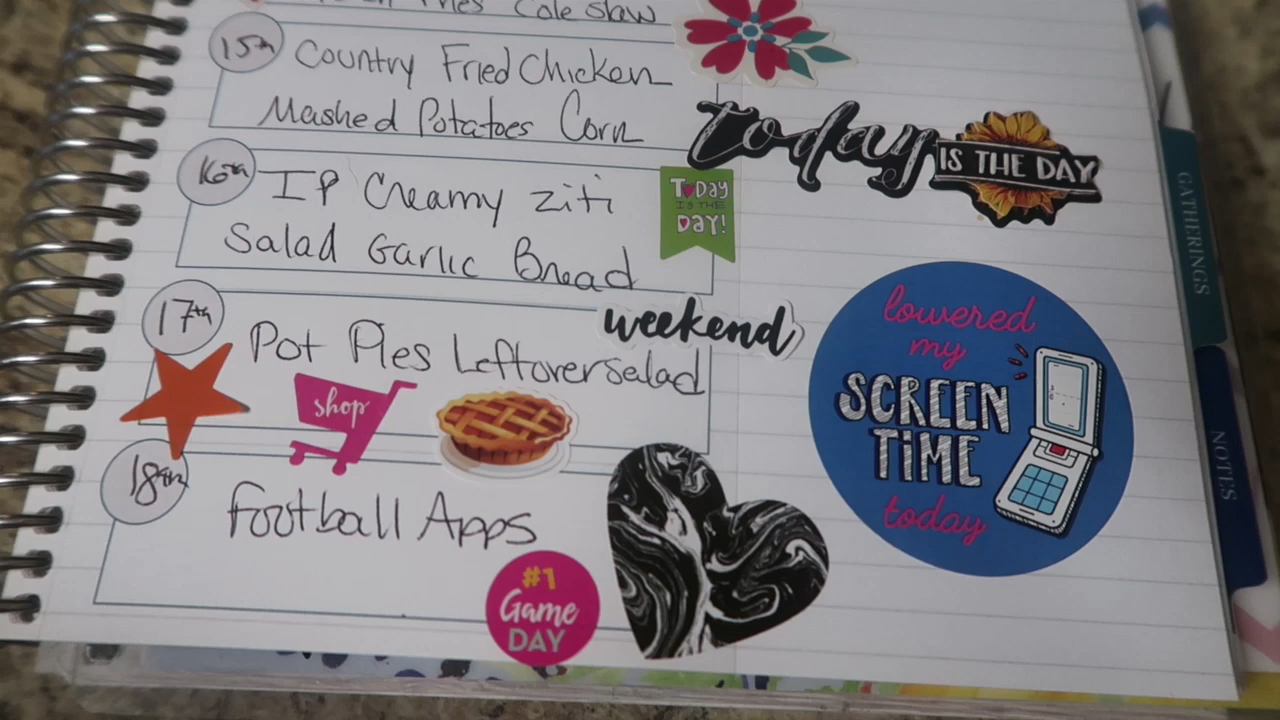 Cole Slaw
15th Country Fried Chicken
Mashed Potatoes Corn
today IS THE DAY
16th IP Creamy Ziti
Salad Garlic Bread
TODAY
IS THE
DAY!
17th
weekend
Pot Pies Leftover Salad
shop
lowered
my
SCREEN
TIME
today
18th
Football Apps
#1
Game
DAY
GATHERINGS
NOTES